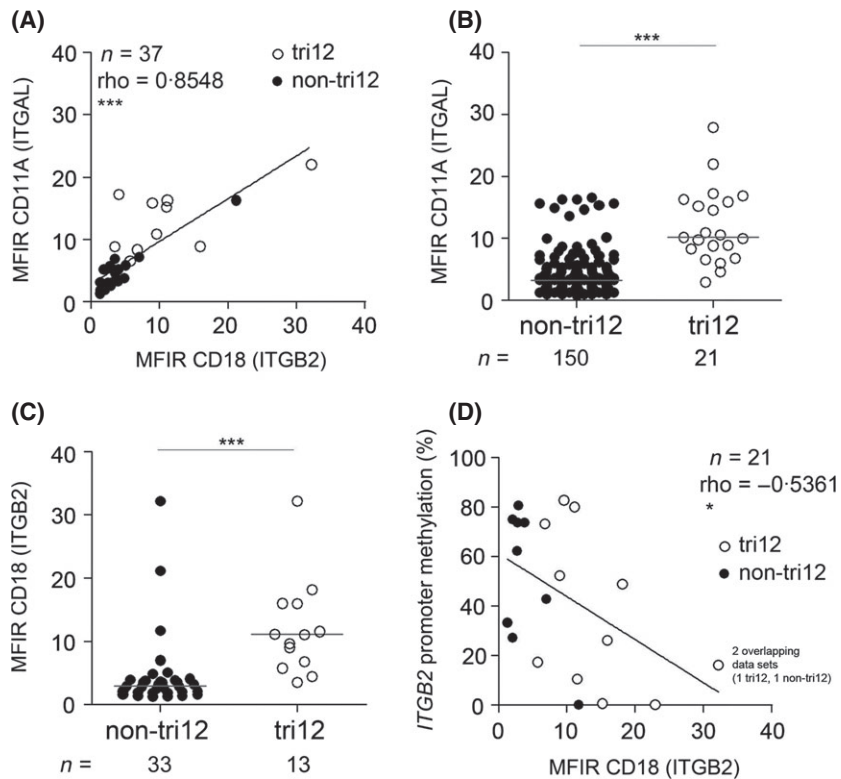 (A)
n = 37
rho = 0·8548
***
tri12
non-tri12
MFIR CD11A (ITGAL)
40
30
20
10
0
0 10 20 30 40
MFIR CD18 (ITGB2)
(B)
***
MFIR CD11A (ITGAL)
40
30
20
10
0
non-tri12 tri12
n = 150 21
(C)
***
MFIR CD18 (ITGB2)
40
30
20
10
0
non-tri12 tri12
n = 33 13
(D)
ITGB2 promoter methylation (%)
100
80
60
40
20
0
n = 21
rho = –0·5361
*
tri12
non-tri12
2 overlapping
data sets
(1 tri12, 1 non-tri12)
0 10 20 30 40
MFIR CD18 (ITGB2)